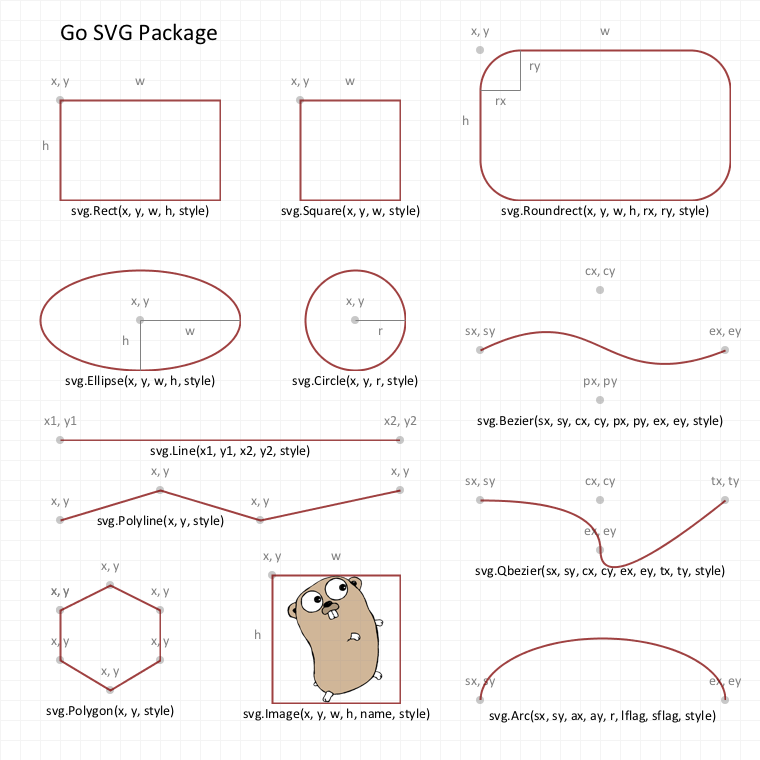 Go SVG Package
x, y
w
h
svg.Rect(x, y, w, h, style)
x, y
w
svg.Square(x, y, w, style)
x, y
w
ry
rx
h
svg.Roundrect(x, y, w, h, rx, ry, style)
x, y
h
w
svg.Ellipse(x, y, w, h, style)
x, y
r
svg.Circle(x, y, r, style)
cx, cy
sx, sy
ex, ey
px, py
svg.Bezier(sx, sy, cx, cy, px, py, ex, ey, style)
x1, y1
x2, y2
svg.Line(x1, y1, x2, y2, style)
x, y
x, y
x, y
x, y
svg.Polyline(x, y, style)
sx, sy
cx, cy
tx, ty
ex, ey
svg.Qbezier(sx, sy, cx, cy, ex, ey, tx, ty, style)
x, y
x, y
x, y
x, y
x, y
x, y
svg.Polygon(x, y, style)
x, y
w
h
svg.Image(x, y, w, h, name, style)
sx, sy
ex, ey
svg.Arc(sx, sy, ax, ay, r, lflag, sflag, style)